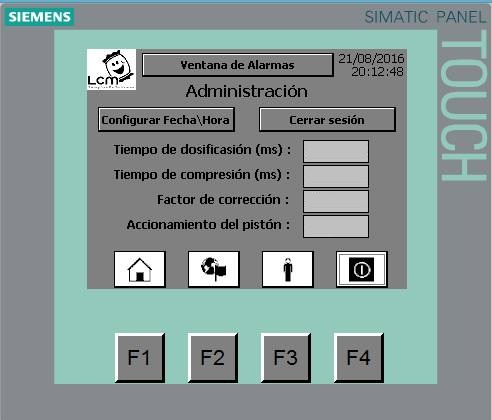 SIEMENS
SIMATIC PANEL
TOUCH
LCM
Ventana de Alarmas
21/08/2016
20:12:48
Administración
Configurar Fecha\Hora
Cerrar sesión
Tiempo de dosificasión (ms) :
Tiempo de compresión (ms) :
Factor de corrección :
Accionamiento del pistón :
F1
F2
F3
F4